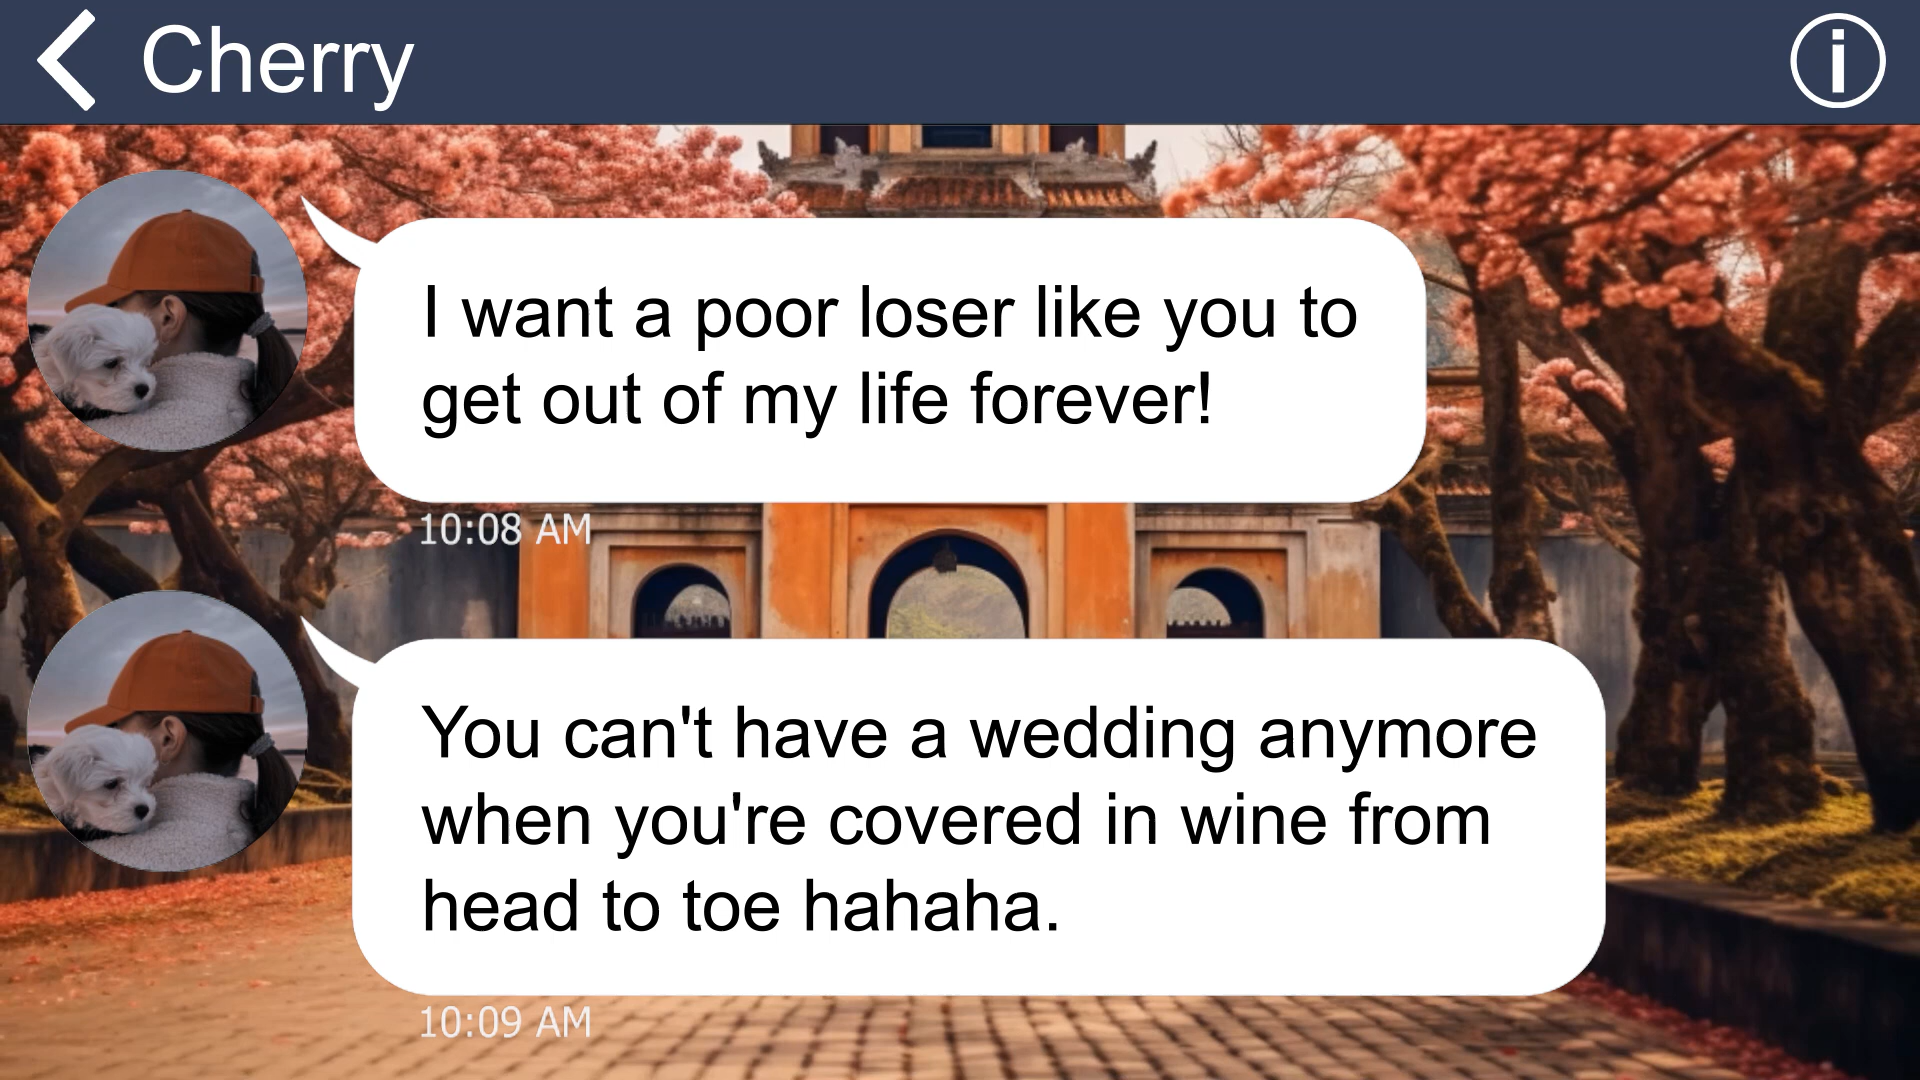 Cherry
I want a poor loser like you to
get out of my life forever!
10:08 AM
You can't have a wedding anymore
when you're covered in wine from
head to toe hahaha.
10:09 AM